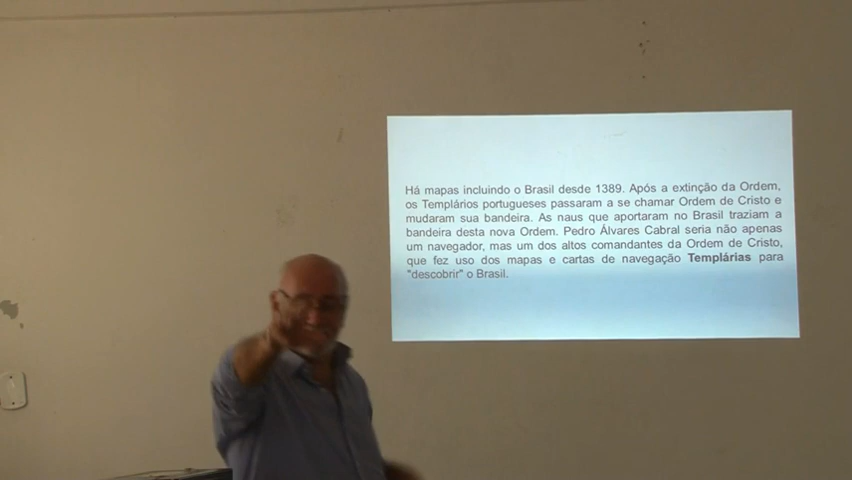 Há mapas incluindo o Brasil desde 1389. Após a extinção da Ordem,
os Templários portugueses passaram a se chamar Ordem de Cristo e
mudaram sua bandeira. As naus que aportaram no Brasil traziam a
bandeira desta nova Ordem. Pedro Álvares Cabral seria não apenas
um navegador, mas um dos altos comandantes da Ordem de Cristo,
que fez uso dos mapas e cartas de navegação Templárias para
"descobrir" o Brasil.